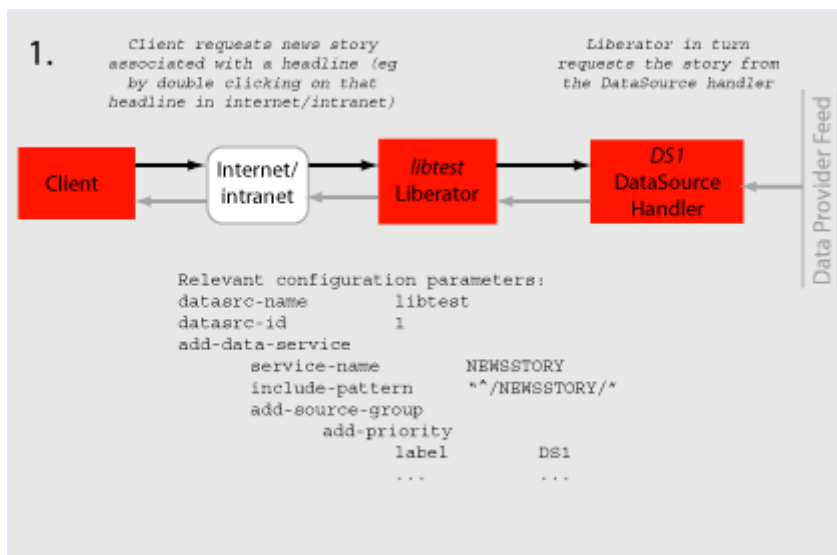 1.
Client requests news story
associated with a headline (eg
by double clicking on that
headline in internet/intranet)
Liberator in turn
requests the story from
the DataSource handler
Client
Internet/
intranet
libtest
Liberator
DS1
DataSource
Handler
Data Provider Feed
Relevant configuration parameters:
datasrc-name libtest
datasrc-id 1
add-data-service
service-name NEWSSTORY
include-pattern "^/NEWSSTORY/"
add-source-group
add-priority
label DS1
... ...